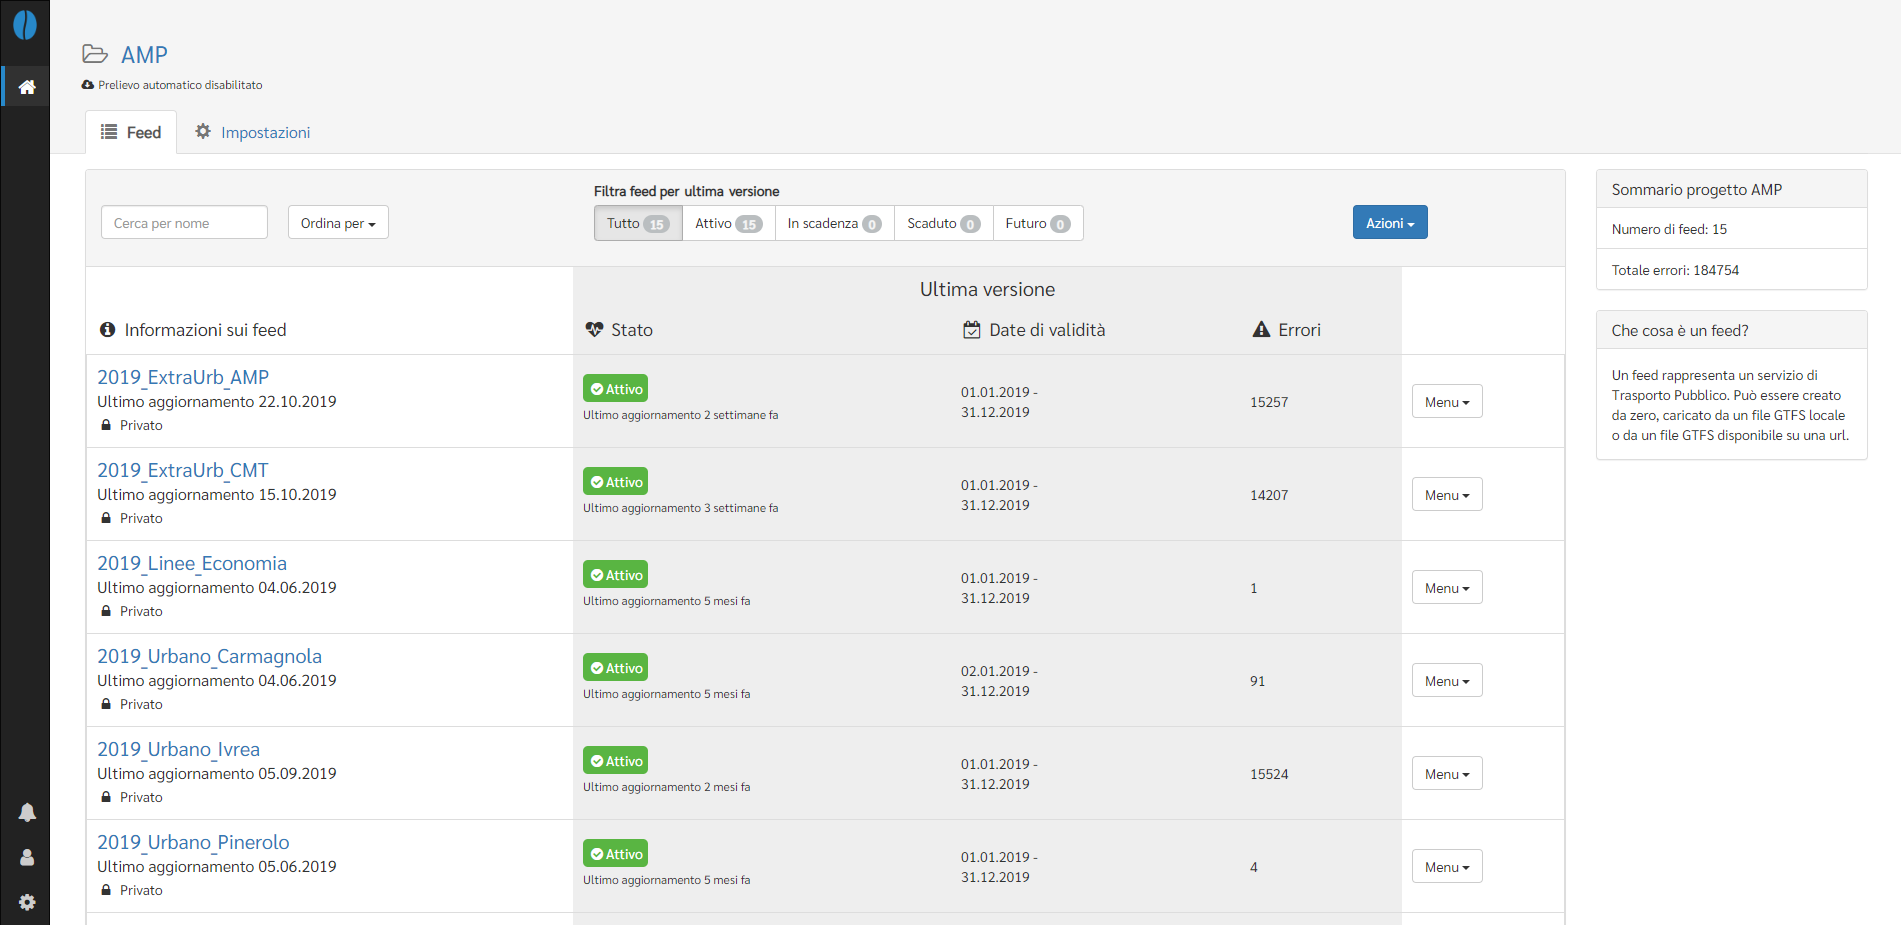 AMP
Prelievo automatico disabilitato
Feed
Impostazioni
Filtra feed per ultima versione
Cerca per nome
Ordina per
Tutto 15
Attivo 15
In scadenza 0
Scaduto 0
Futuro 0
Azioni
Ultima versione
Informazioni sui feed
Stato
Date di validità
Errori
2019_ExtraUrb_AMP
Ultimo aggiornamento 22.10.2019
Privato
Attivo
Ultimo aggiornamento 2 settimane fa
01.01.2019 -
31.12.2019
15257
Menu
2019_ExtraUrb_CMT
Ultimo aggiornamento 15.10.2019
Privato
Attivo
Ultimo aggiornamento 3 settimane fa
01.01.2019 -
31.12.2019
14207
Menu
2019_Linee_Economia
Ultimo aggiornamento 04.06.2019
Privato
Attivo
Ultimo aggiornamento 5 mesi fa
01.01.2019 -
31.12.2019
1
Menu
2019_Urbano_Carmagnola
Ultimo aggiornamento 04.06.2019
Privato
Attivo
Ultimo aggiornamento 5 mesi fa
02.01.2019 -
31.12.2019
91
Menu
2019_Urbano_Ivrea
Ultimo aggiornamento 05.09.2019
Privato
Attivo
Ultimo aggiornamento 2 mesi fa
01.01.2019 -
31.12.2019
15524
Menu
2019_Urbano_Pinerolo
Ultimo aggiornamento 05.06.2019
Privato
Attivo
Ultimo aggiornamento 5 mesi fa
01.01.2019 -
31.12.2019
4
Menu
Sommario progetto AMP
Numero di feed: 15
Totale errori: 184754
Che cosa è un feed?
Un feed rappresenta un servizio di
Trasporto Pubblico. Può essere creato
da zero, caricato da un file GTFS locale
o da un file GTFS disponibile su una url.